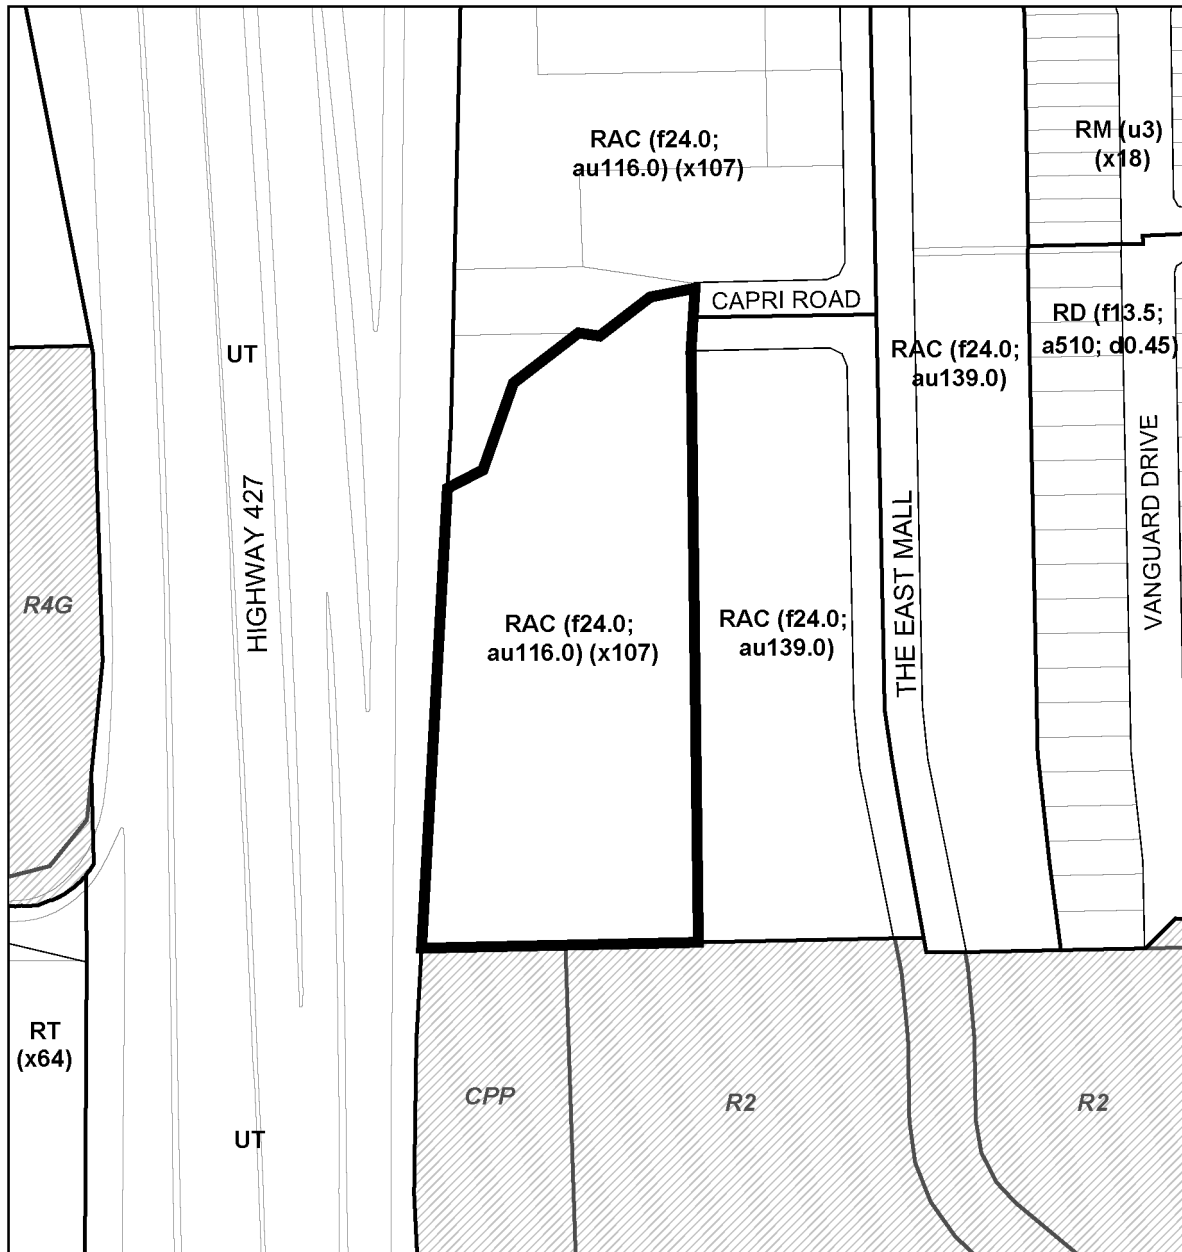 RAC (f24.0;
au116.0) (x107)
RM (u3)
(x18)
CAPRI ROAD
RD (f13.5;
a510; d0.45)
UT
RAC (f24.0;
au139.0)
HIGHWAY 427
VANGUARD DRIVE
THE EAST MALL
R4G
RAC (f24.0;
au116.0) (x107)
RAC (f24.0;
au139.0)
RT
(x64)
CPP
R2
R2
UT